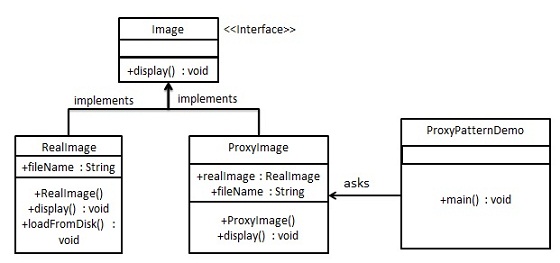 Image
<<Interface>>
+display() : void
implements
implements
RealImage
+fileName : String
+RealImage()
+display() : void
+loadFromDisk() :
void
ProxyImage
+realImage : RealImage
+fileName : String
+ProxyImage()
+display() : void
asks
ProxyPatternDemo
+main() : void